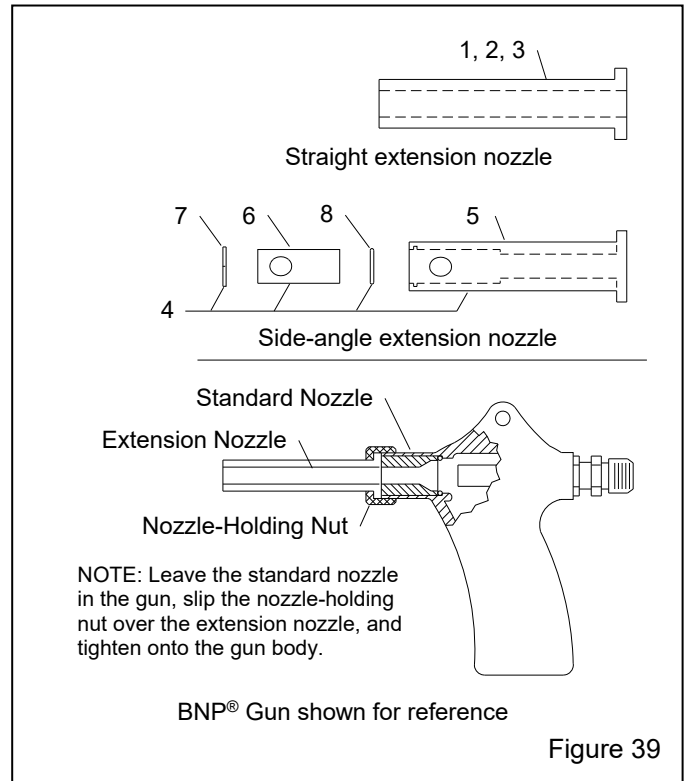 1, 2, 3
Straight extension nozzle
7 6 8 5
4
Side-angle extension nozzle
Standard Nozzle
Extension Nozzle
Nozzle-Holding Nut
NOTE: Leave the standard nozzle
in the gun, slip the nozzle-holding
nut over the extension nozzle, and
tighten onto the gun body.
BNP® Gun shown for reference
Figure 39